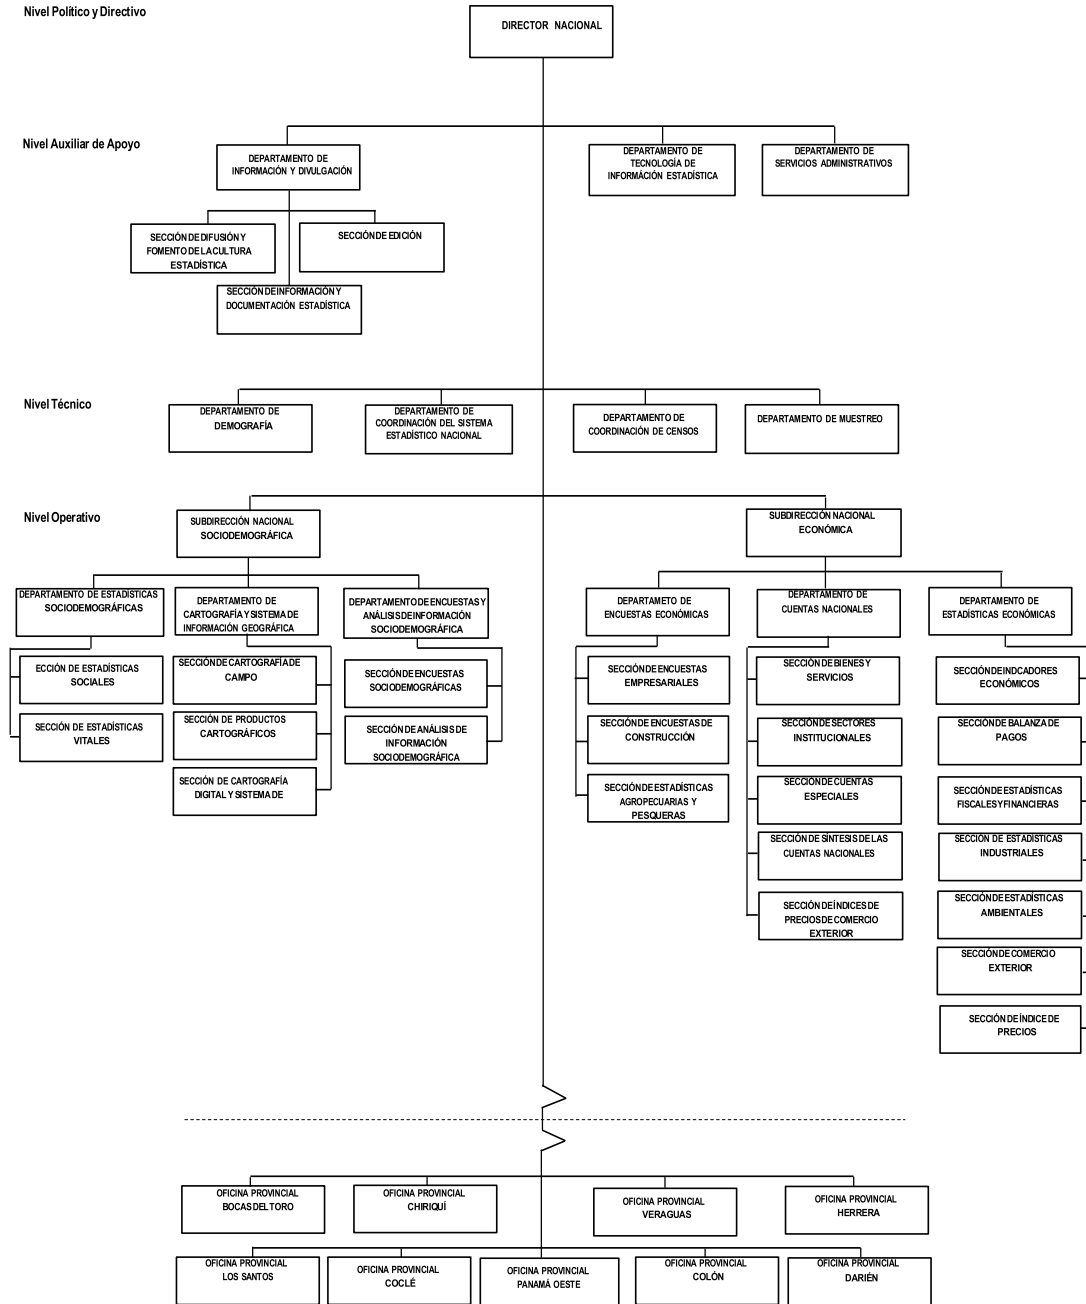 Nivel Político y Directivo
DIRECTOR NACIONAL
Nivel Auxiliar de Apoyo
DEPARTAMENTO DE
INFORMACIÓN Y DIVULGACIÓN
DEPARTAMENTO DE
TECNOLOGÍA DE
INFORMÁCIÓN ESTADÍSTICA
DEPARTAMENTO DE
SERVICIOS ADMINISTRATIVOS
SECCIÓN DE DIFUSIÓN Y
FOMENTO DE LA CULTURA
ESTADÍSTICA
SECCIÓN DE EDICIÓN
SECCIÓN DE INFORMACIÓN Y
DOCUMENTACIÓN ESTADÍSTICA
Nivel Técnico
DEPARTAMENTO DE
DEMOGRAFÍA
DEPARTAMENTO DE
COORDINACIÓN DEL SISTEMA
ESTADÍSTICO NACIONAL
DEPARTAMENTO DE
COORDINACIÓN DE CENSOS
DEPARTAMENTO DE MUESTREO
Nivel Operativo
SUBDIRECCIÓN NACIONAL
SOCIODEMOGRÁFICA
SUBDIRECCIÓN NACIONAL
ECONÓMICA
DEPARTAMENTO DE ESTADÍSTICAS
SOCIODEMOGRÁFICAS
DEPARTAMENTO DE
CARTOGRAFÍA Y SISTEMA DE
INFORMACIÓN GEOGRÁFICA
DEPARTAMENTO DE ENCUESTAS Y
ANÁLISIS DE INFORMACIÓN
SOCIODEMOGRÁFICA
DEPARTAMETO DE
ENCUESTAS ECONÓMICAS
DEPARTAMENTO DE
CUENTAS NACIONALES
DEPARTAMENTO DE
ESTADÍSTICAS ECONÓMICAS
ECCIÓN DE ESTADÍSTICAS
SOCIALES
SECCIÓN DE ESTADÍSTICAS
VITALES
SECCIÓN DE CARTOGRAFÍA DE
CAMPO
SECCIÓN DE PRODUCTOS
CARTOGRÁFICOS
SECCIÓN DE CARTOGRAFÍA
DIGITAL Y SISTEMA DE
SECCIÓN DE ENCUESTAS
SOCIODEMOGRÁFICAS
SECCIÓN DE ANÁLISIS DE
INFORMACIÓN
SOCIODEMOGRÁFICA
SECCIÓN DE ENCUESTAS
EMPRESARIALES
SECCIÓN DE ENCUESTAS DE
CONSTRUCCIÓN
SECCIÓN DE ESTADÍSTICAS
AGROPECUARIAS Y
PESQUERAS
SECCIÓN DE BIENES Y
SERVICIOS
SECCIÓN DE SECTORES
INSTITUCIONALES
SECCIÓN DE CUENTAS
ESPECIALES
SECCIÓN DE SÍNTESIS DE LAS
CUENTAS NACIONALES
SECCIÓN DE ÍNDICES DE
PRECIOS DE COMERCIO
EXTERIOR
SECCIÓN DE INDCADORES
ECONÓMICOS
SECCIÓN DE BALANZA DE
PAGOS
SECCIÓN DE ESTADÍSTICAS
FISCALES Y FINANCIERAS
SECCIÓN DE ESTADÍSTICAS
INDUSTRIALES
SECCIÓN DE ESTADÍSTICAS
AMBIENTALES
SECCIÓN DE COMERCIO
EXTERIOR
SECCIÓN DE ÍNDICE DE
PRECIOS
OFICINA PROVINCIAL
BOCAS DEL TORO
OFICINA PROVINCIAL
CHIRIQUÍ
OFICINA PROVINCIAL
VERAGUAS
OFICINA PROVINCIAL
HERRERA
OFICINA PROVINCIAL
LOS SANTOS
OFICINA PROVINCIAL
COCLÉ
OFICINA PROVINCIAL
PANAMÁ OESTE
OFICINA PROVINCIAL
COLÓN
OFICINA PROVINCIAL
DARIÉN